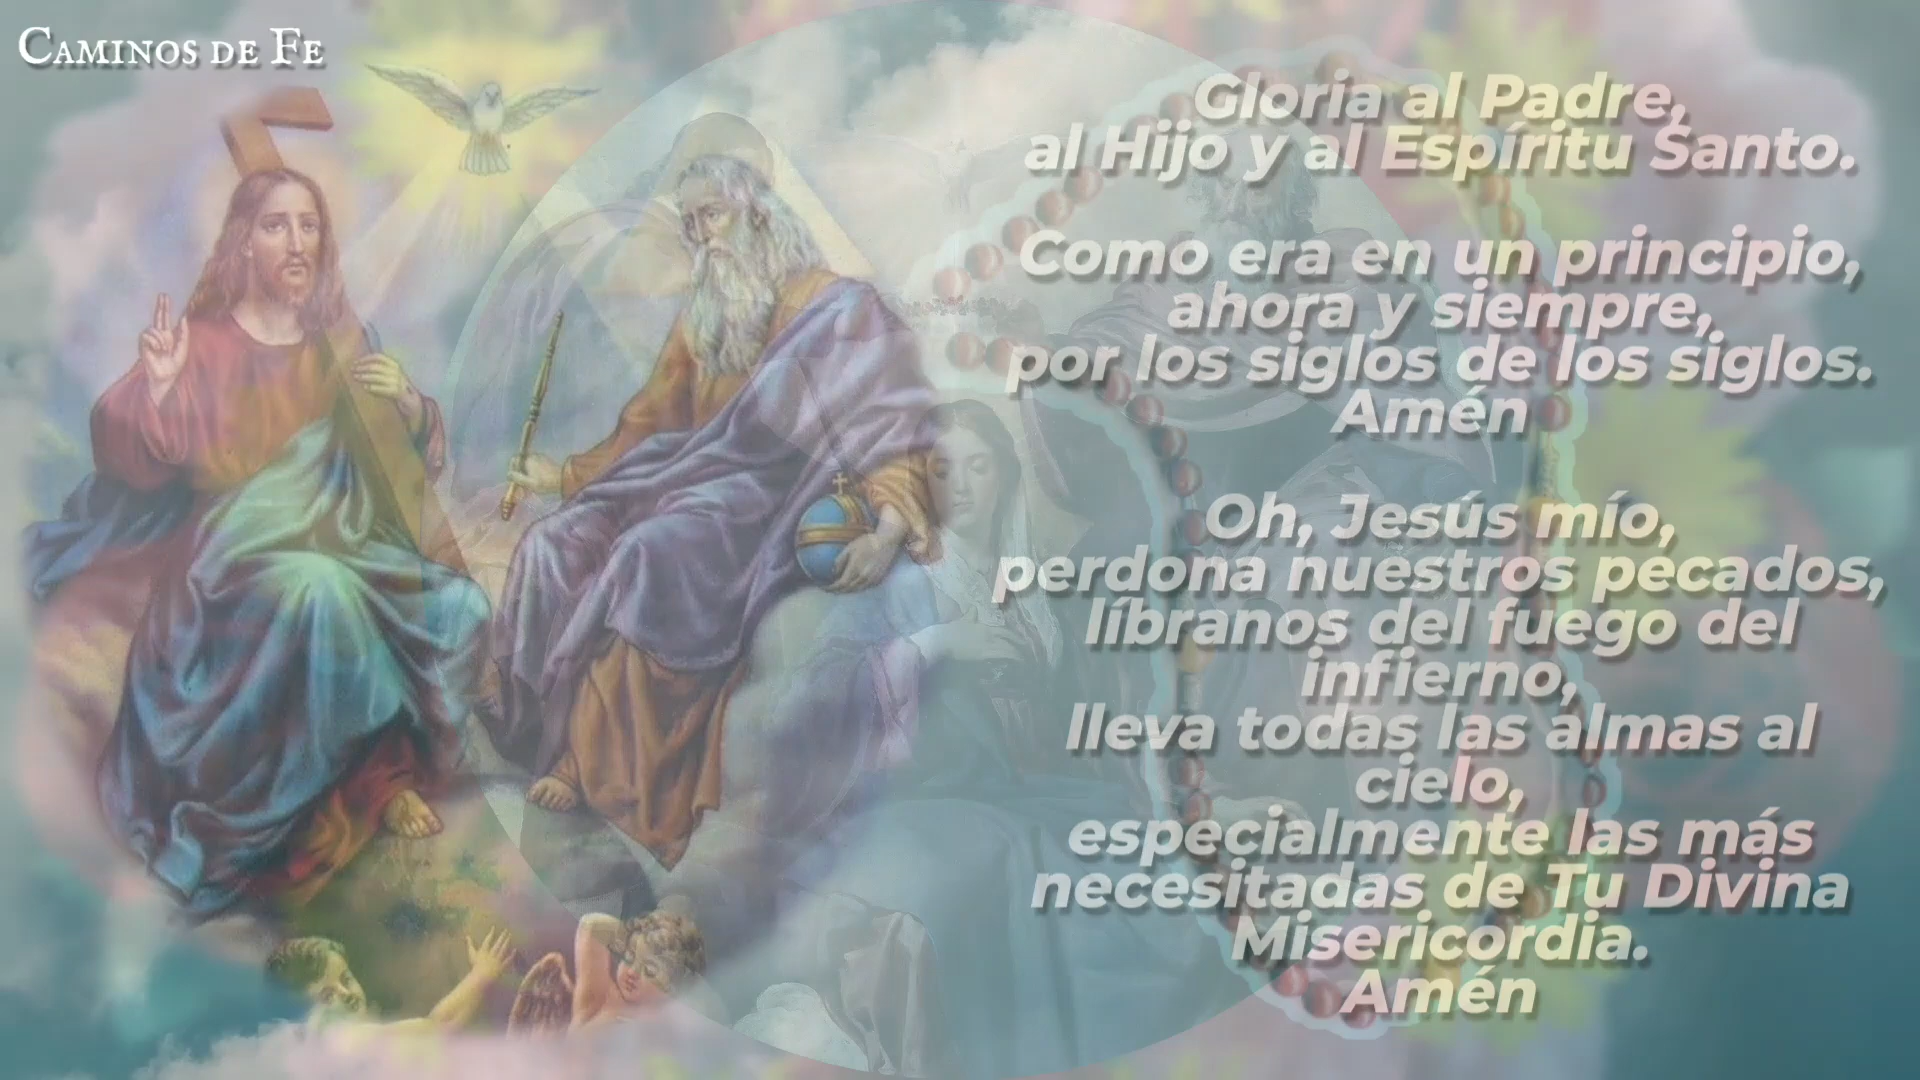 Caminos de Fe
Gloria al Padre,
al Hijo y al Espíritu Santo.
Como era en un principio,
ahora y siempre,
por los siglos de los siglos.
Amén
Oh, Jesús mío,
perdona nuestros pecados,
líbranos del fuego del
infierno,
lleva todas las almas al
cielo,
especialmente las más
necesitadas de Tu Divina
Misericordia.
Amén